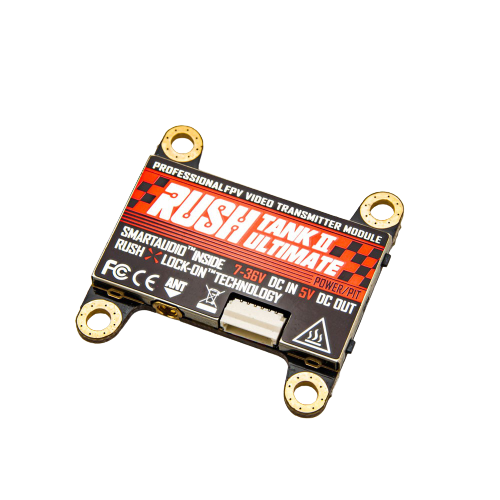 PROFESSIONAL FPV VIDEO TRANSMITTER MODULE
RUSH TANK II
ULTIMATE
SMARTAUDIO™ INSIDE
POWER/PIT
RUSH LOCK-ON™ TECHNOLOGY
7-36V DC IN 5V DC OUT
FC CE ANT